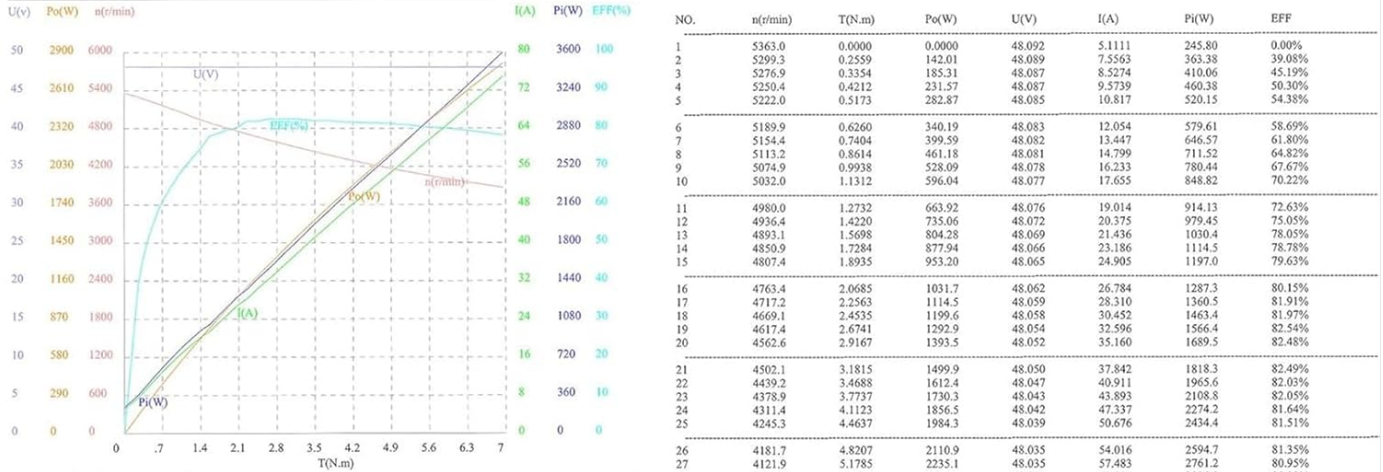 U(v) Po(W) n(r/min) I(A) Pi(W) EFF(%)
50 2900 6000 80 3600 100
45 2610 5400 72 3240 90
40 2320 4800 64 2880 80
35 2030 4200 56 2520 70
30 1740 3600 48 2160 60
25 1450 3000 40 1800 50
20 1160 2400 32 1440 40
15 870 1800 24 1080 30
10 580 1200 16 720 20
5 290 600 8 360 10
0 0 0 0 0 0
U(V)
EFF(%)
n(r/min)
Po(W)
I(A)
Pi(W)
0 .7 1.4 2.1 2.8 3.5 4.2 4.9 5.6 6.3 7
T(N.m)
NO. n(r/min) T(N.m) Po(W) U(V) I(A) Pi(W) EFF
1 5363.0 0.0000 0.0000 48.092 5.1111 245.80 0.00%
2 5299.3 0.2559 142.01 48.089 7.5563 363.38 39.08%
3 5276.9 0.3354 185.31 48.087 8.5274 410.06 45.19%
4 5250.4 0.4212 231.57 48.087 9.5739 460.38 50.30%
5 5222.0 0.5173 282.87 48.085 10.817 520.15 54.38%
6 5189.9 0.6260 340.19 48.083 12.054 579.61 58.69%
7 5154.4 0.7404 399.59 48.082 13.447 646.57 61.80%
8 5113.2 0.8614 461.18 48.081 14.799 711.52 64.82%
9 5074.9 0.9938 528.09 48.078 16.233 780.44 67.67%
10 5032.0 1.1312 596.04 48.077 17.655 848.82 70.22%
11 4980.0 1.2732 663.92 48.076 19.014 914.13 72.63%
12 4936.4 1.4220 735.06 48.072 20.375 979.45 75.05%
13 4893.1 1.5698 804.28 48.069 21.436 1030.4 78.05%
14 4850.9 1.7284 877.94 48.066 23.186 1114.5 78.78%
15 4807.4 1.8935 953.20 48.065 24.905 1197.0 79.63%
16 4763.4 2.0685 1031.7 48.062 26.784 1287.3 80.15%
17 4717.2 2.2563 1114.5 48.059 28.310 1360.5 81.91%
18 4669.1 2.4535 1199.6 48.058 30.452 1463.4 81.97%
19 4617.4 2.6741 1292.9 48.054 32.596 1566.4 82.54%
20 4562.6 2.9167 1393.5 48.052 35.160 1689.5 82.48%
21 4502.1 3.1815 1499.9 48.050 37.842 1818.3 82.49%
22 4439.2 3.4688 1612.4 48.047 40.911 1965.6 82.03%
23 4378.9 3.7737 1730.3 48.043 43.893 2108.8 82.05%
24 4311.4 4.1123 1856.5 48.042 47.337 2274.2 81.64%
25 4245.3 4.4637 1984.3 48.039 50.676 2434.4 81.51%
26 4181.7 4.8207 2110.9 48.035 54.016 2594.7 81.35%
27 4121.9 5.1785 2235.1 48.035 57.483 2761.2 80.95%